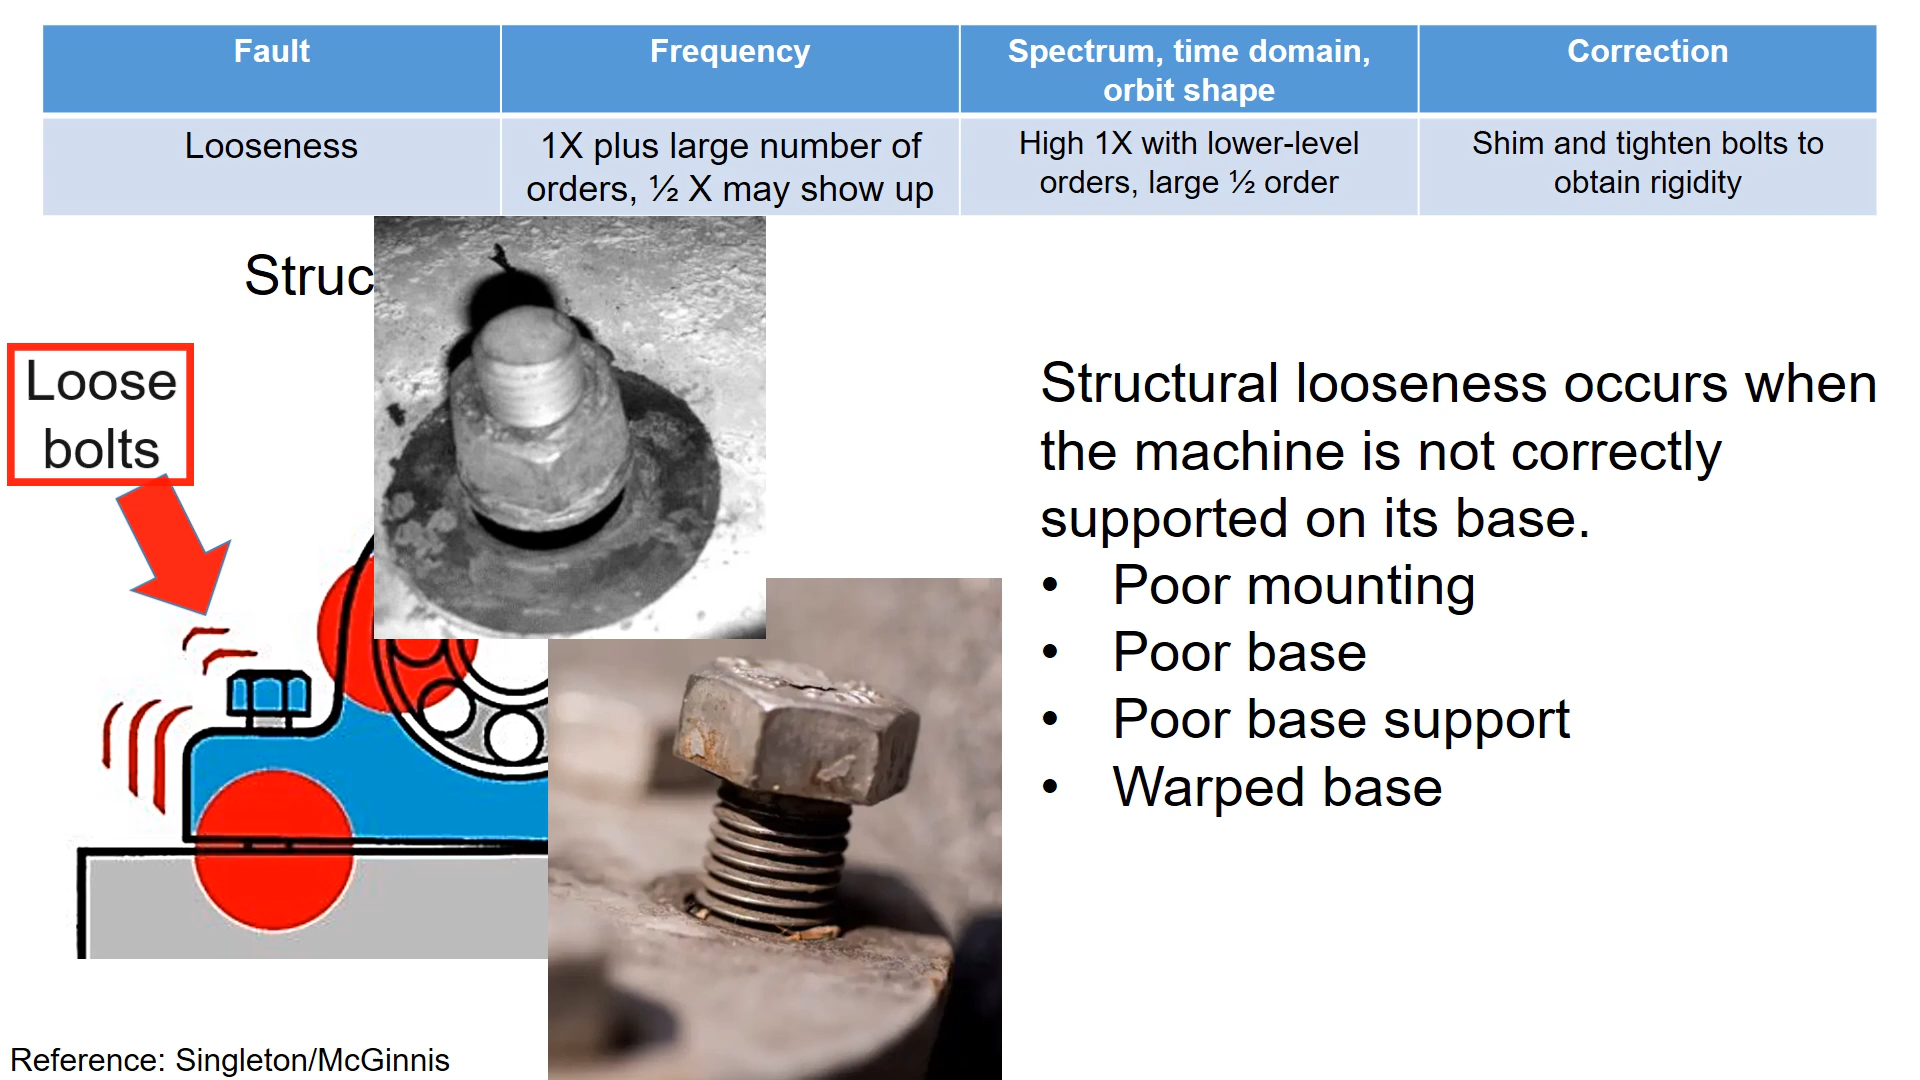 Fault
Frequency
Spectrum, time domain,
orbit shape
Correction
Looseness
1X plus large number of
orders, ½ X may show up
High 1X with lower-level
orders, large ½ order
Shim and tighten bolts to
obtain rigidity
Struc
Loose
bolts
Structural looseness occurs when
the machine is not correctly
supported on its base.
• Poor mounting
• Poor base
• Poor base support
• Warped base
Reference: Singleton/McGinnis